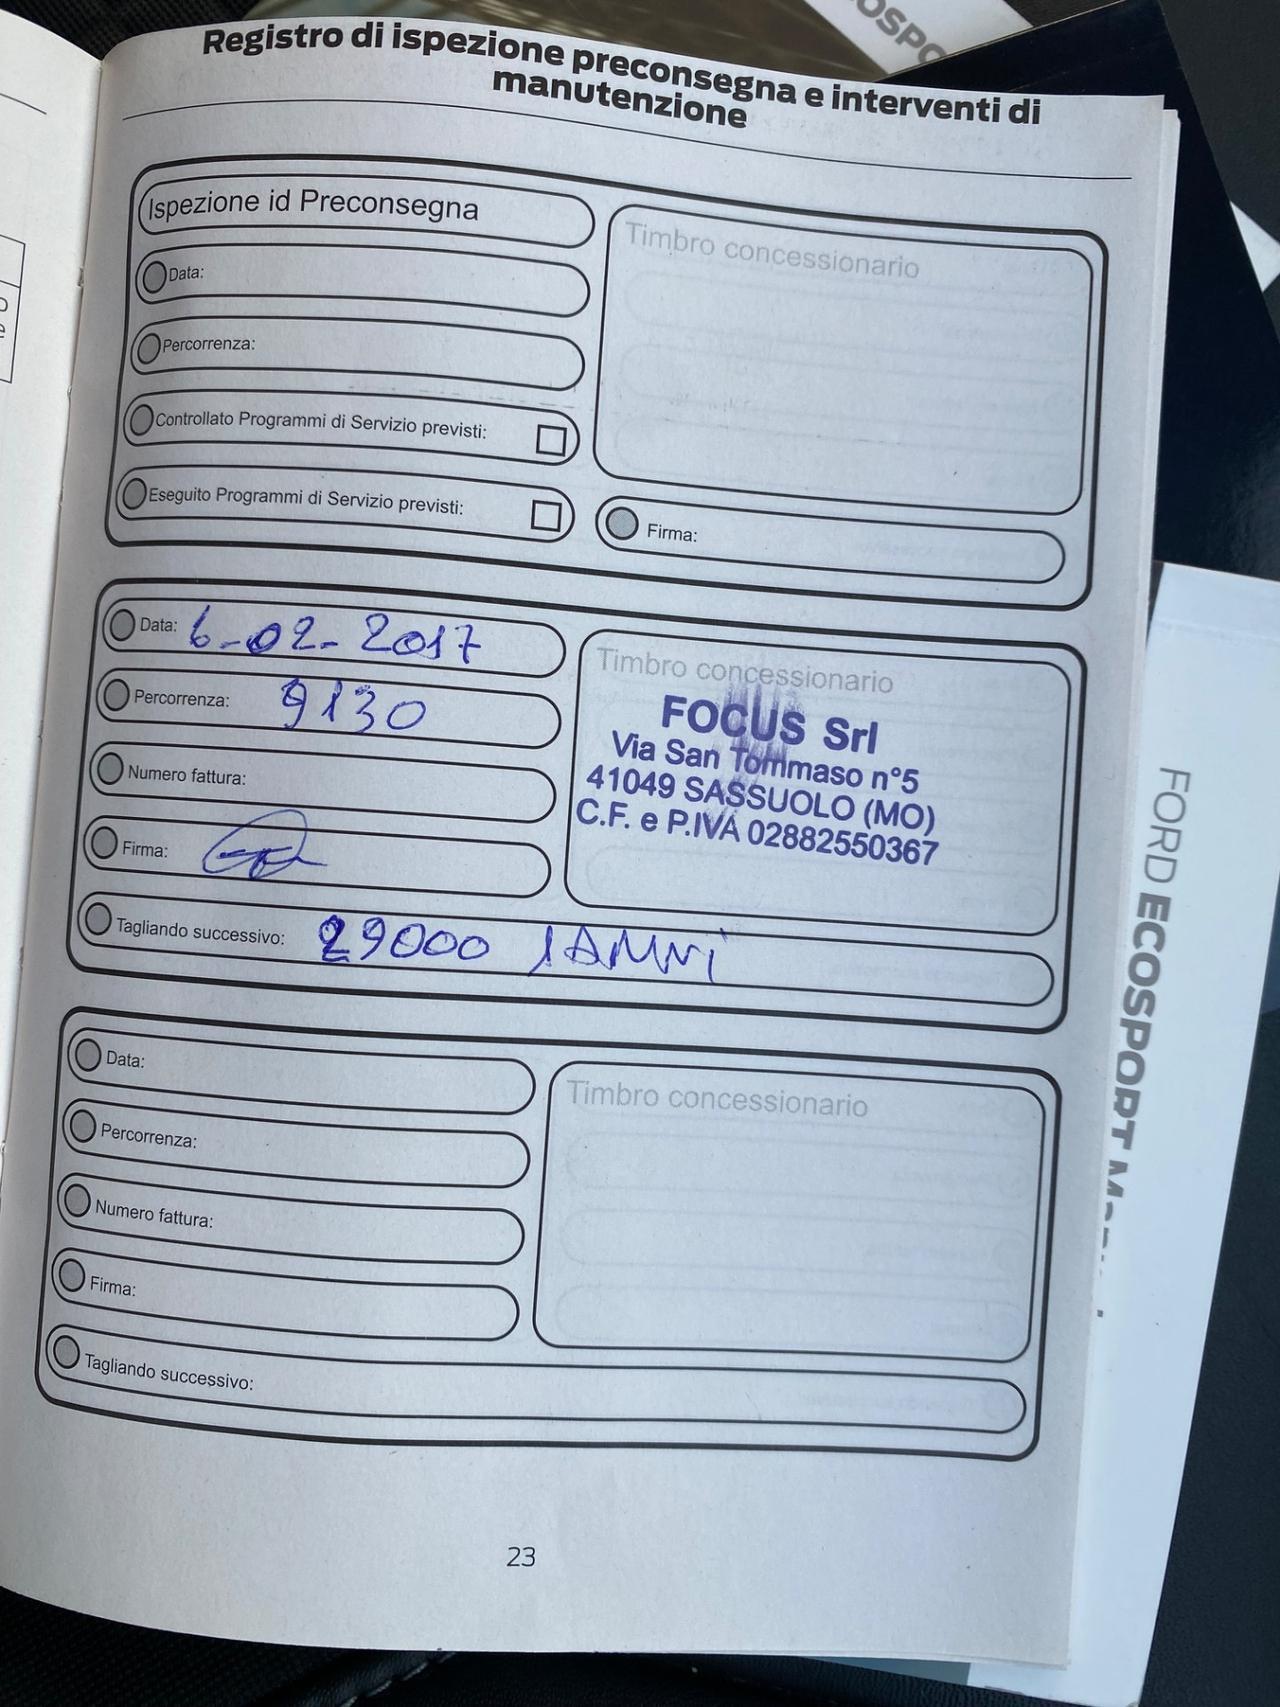 Registro di ispezione preconsegna e interventi di
manutenzione
Ispezione id Preconsegna
Data:
Percorrenza:
Controllato Programmi di Servizio previsti:
Eseguito Programmi di Servizio previsti:
Timbro concessionario
Firma:
Data: 6-02-2017
Percorrenza: 9130
Numero fattura:
Firma:
Timbro concessionario
FOCUS Srl
Via San Tommaso n°5
41049 SASSUOLO (MO)
C.F. e P.IVA 02882550367
Tagliando successivo: 29000 1ANNI
Data:
Percorrenza:
Numero fattura:
Firma:
Tagliando successivo:
Timbro concessionario
23
FORD ECOSPORT
COSPO